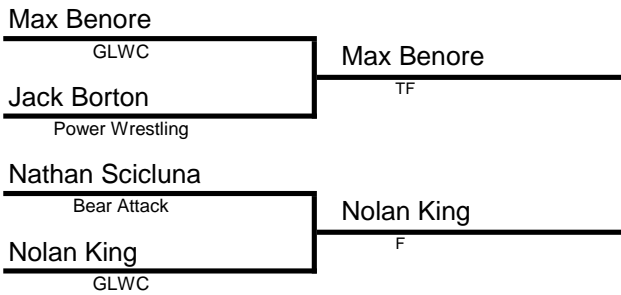 Max Benore
GLWC
Max Benore
TF
Jack Borton
Power Wrestling
Nathan Scicluna
Bear Attack
Nolan King
F
Nolan King
GLWC